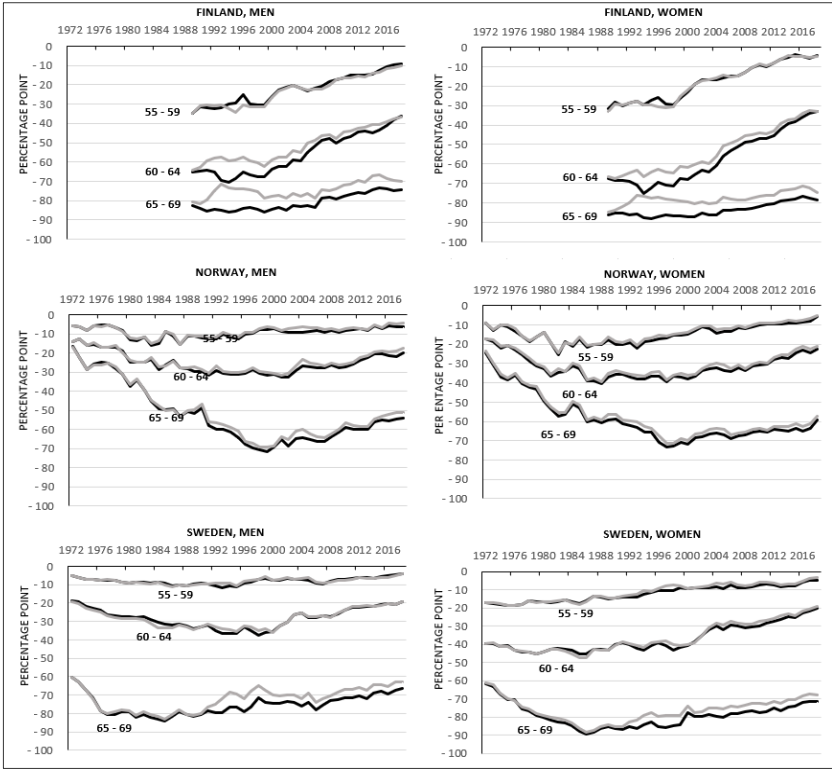 FINLAND, MEN
1972 1976 1980 1984 1988 1992 1996 2000 2004 2008 2012 2016
PERCENTAGE POINT
0
- 10
- 20
- 30
- 40
- 50
- 60
- 70
- 80
- 90
- 100
55 - 59
60 - 64
65 - 69
FINLAND, WOMEN
1972 1976 1980 1984 1988 1992 1996 2000 2004 2008 2012 2016
PERCENTAGE POINT
0
- 10
- 20
- 30
- 40
- 50
- 60
- 70
- 80
- 90
- 100
55 - 59
60 - 64
65 - 69
NORWAY, MEN
1972 1976 1980 1984 1988 1992 1996 2000 2004 2008 2012 2016
PERCENTAGE POINT
0
- 10
- 20
- 30
- 40
- 50
- 60
- 70
- 80
- 90
- 100
55 - 59
60 - 64
65 - 69
NORWAY, WOMEN
1972 1976 1980 1984 1988 1992 1996 2000 2004 2008 2012 2016
PER ENTAGE POINT
0
- 10
- 20
- 30
- 40
- 50
- 60
- 70
- 80
- 90
- 100
55 - 59
60 - 64
65 - 69
SWEDEN, MEN
1972 1976 1980 1984 1988 1992 1996 2000 2004 2008 2012 2016
PERCENTAGE POINT
0
- 10
- 20
- 30
- 40
- 50
- 60
- 70
- 80
- 90
- 100
55 - 59
60 - 64
65 - 69
SWEDEN, WOMEN
1972 1976 1980 1984 1988 1992 1996 2000 2004 2008 2012 2016
PERCENTAGE POINT
0
- 10
- 20
- 30
- 40
- 50
- 60
- 70
- 80
- 90
- 100
55 - 59
60 - 64
65 - 69